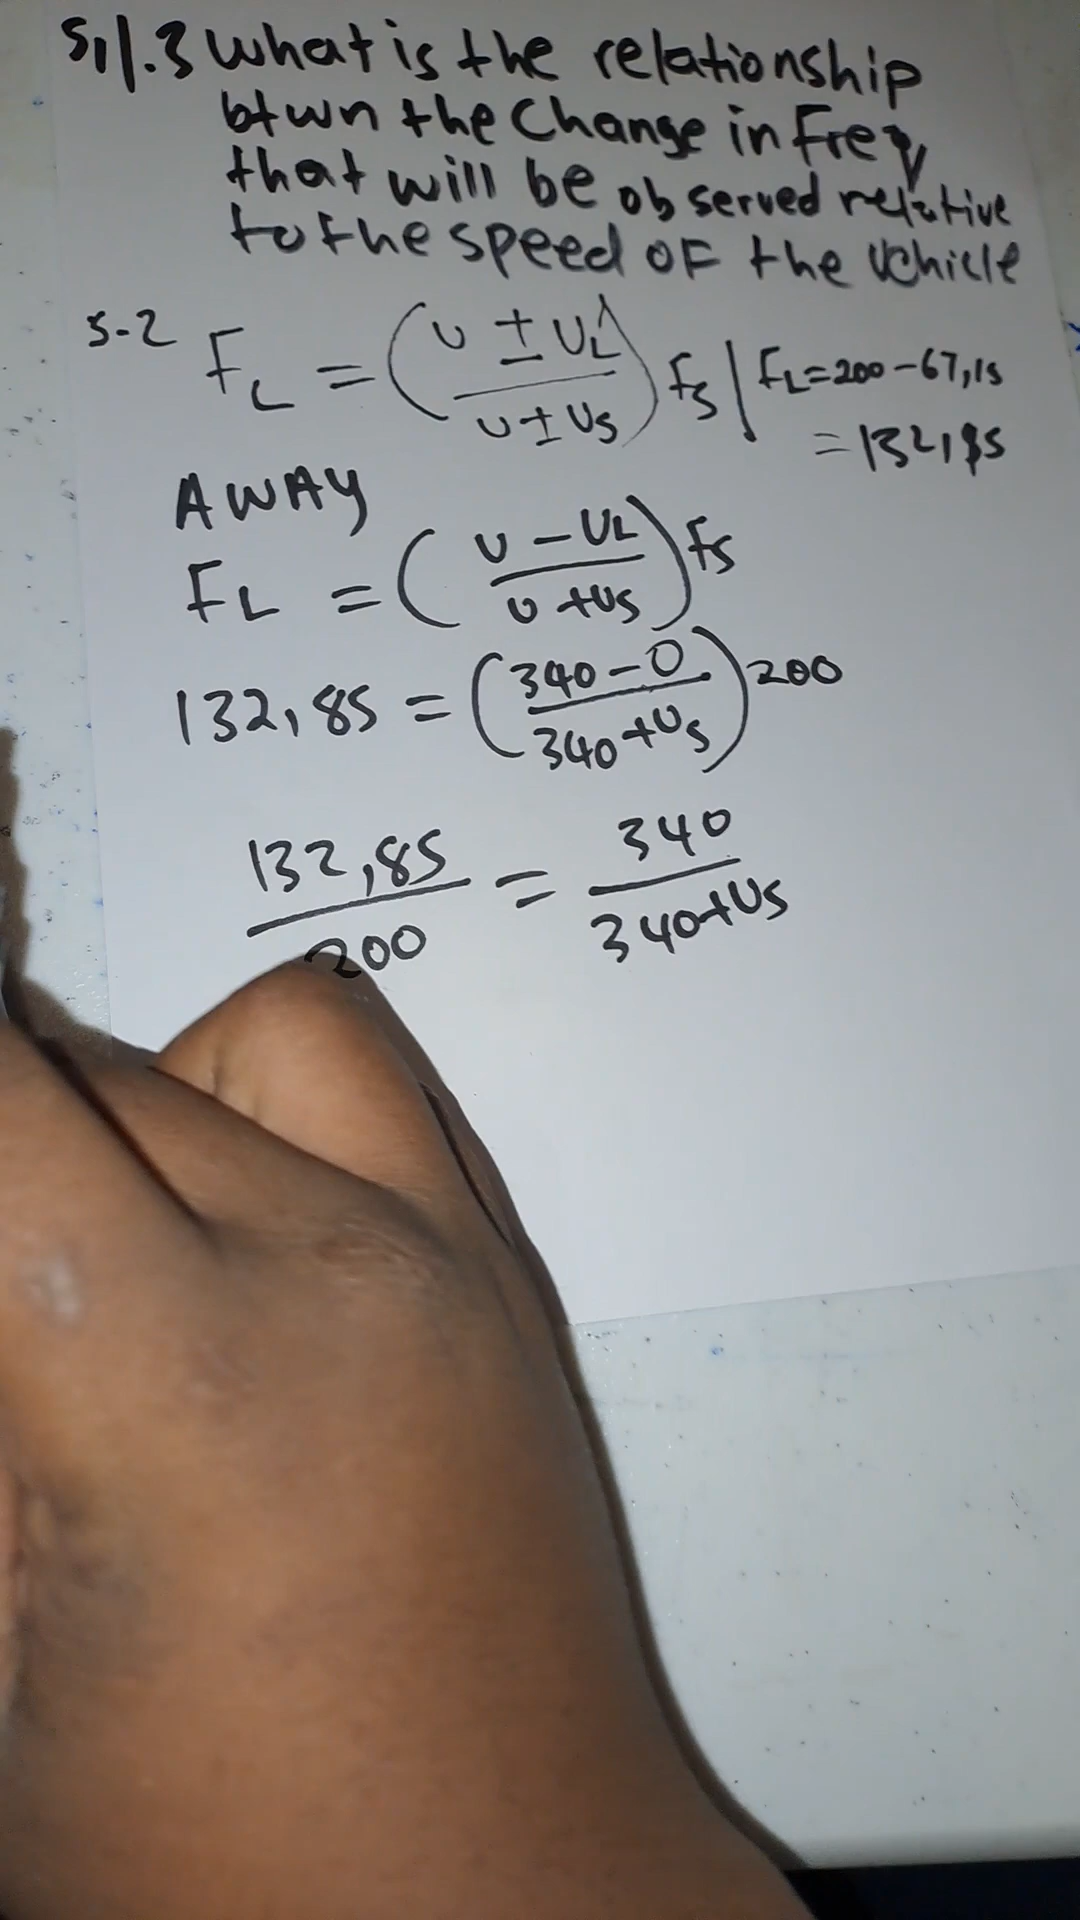 5.1.3 what is the relationship
btwn the change in Freq
that will be observed relative
to the speed of the vehicle
5.2 FL = (v ± vL / v ± vs) fs | FL = 200 - 67,15
= 132,85
AWAY
FL = (v - vL / v + vs) fs
132,85 = (340 - 0 / 340 + vs) 200
132,85 / 200 = 340 / 340 + vs